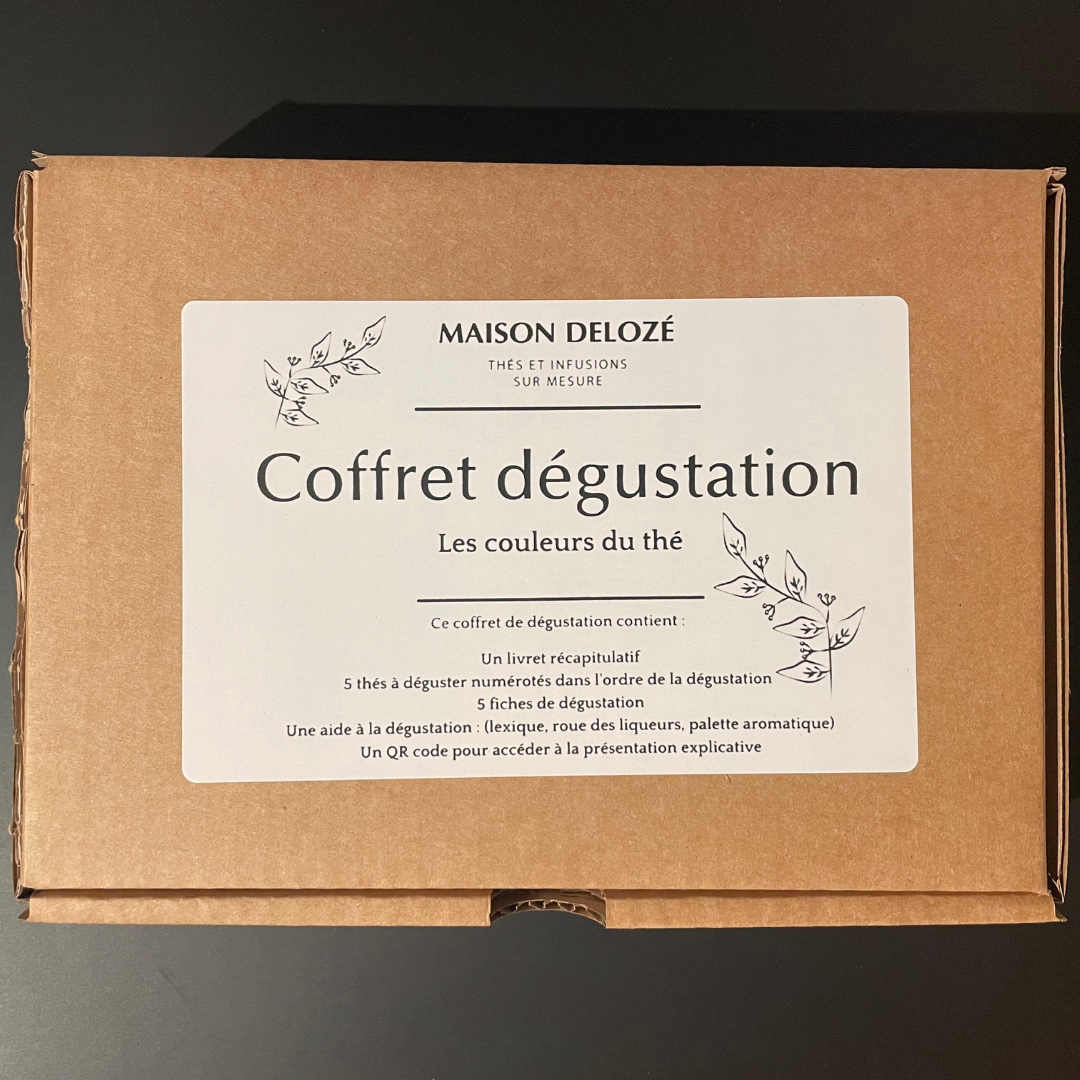 MAISON DELOZÉ
THÉS ET INFUSIONS
SUR MESURE
Coffret dégustation
Les couleurs du thé
Ce coffret de dégustation contient :
Un livret récapitulatif
5 thés à déguster numérotés dans l'ordre de la dégustation
5 fiches de dégustation
Une aide à la dégustation : (lexique, roue des liqueurs, palette aromatique)
Un QR code pour accéder à la présentation explicative